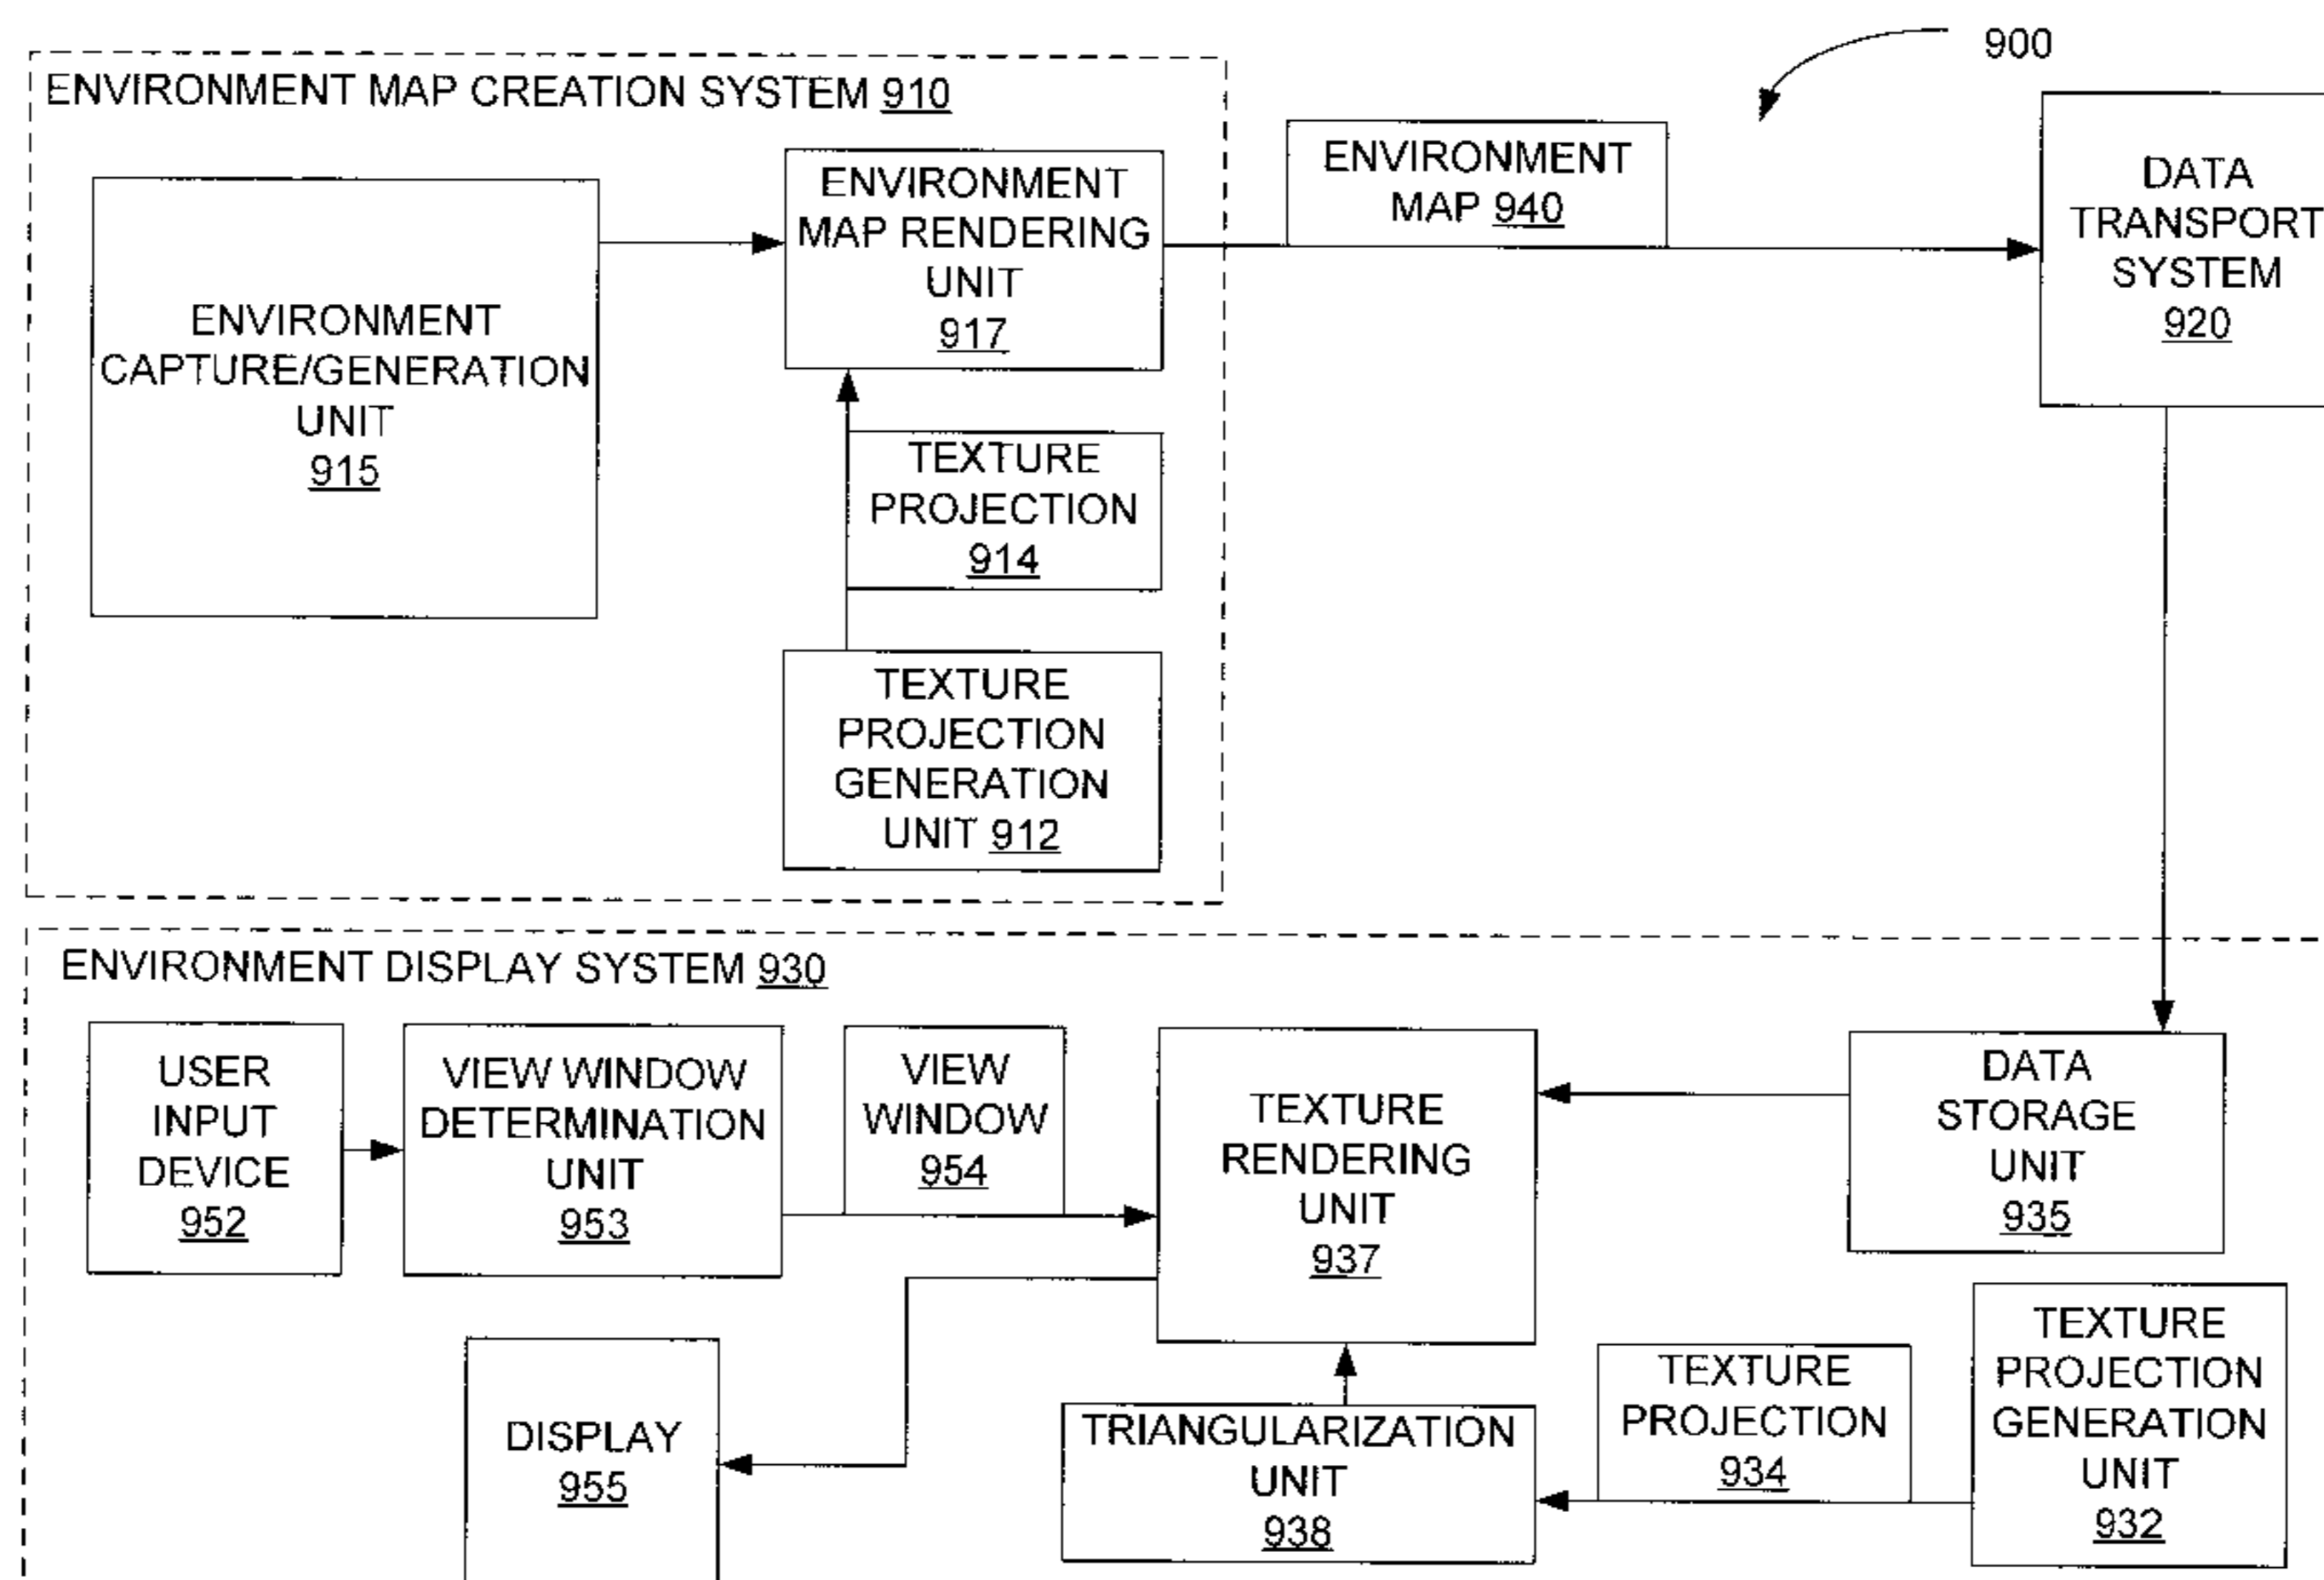 900
ENVIRONMENT MAP CREATION SYSTEM 910
ENVIRONMENT
CAPTURE/GENERATION
UNIT
915
ENVIRONMENT
MAP RENDERING
UNIT
917
ENVIRONMENT
MAP 940
DATA
TRANSPORT
SYSTEM
920
TEXTURE
PROJECTION
914
TEXTURE
PROJECTION
GENERATION
UNIT 912
ENVIRONMENT DISPLAY SYSTEM 930
USER
INPUT
DEVICE
952
VIEW WINDOW
DETERMINATION
UNIT
953
VIEW
WINDOW
954
TEXTURE
RENDERING
UNIT
937
DATA
STORAGE
UNIT
935
DISPLAY
955
TRIANGULARIZATION
UNIT
938
TEXTURE
PROJECTION
934
TEXTURE
PROJECTION
GENERATION
UNIT
932